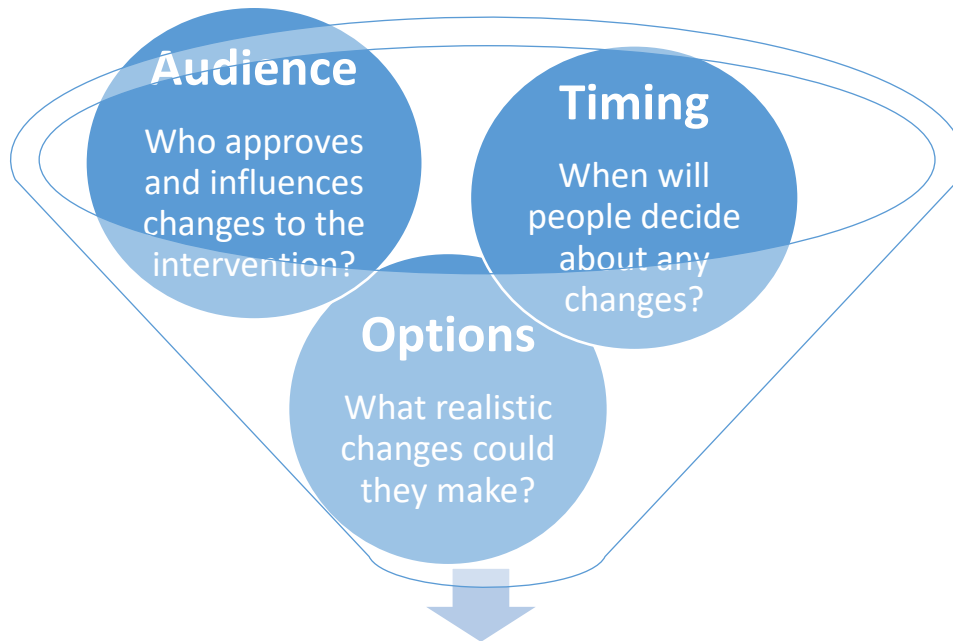 Audience
Who approves
and influences
changes to the
intervention?
Timing
When will
people decide
about any
changes?
Options
What realistic
changes could
they make?